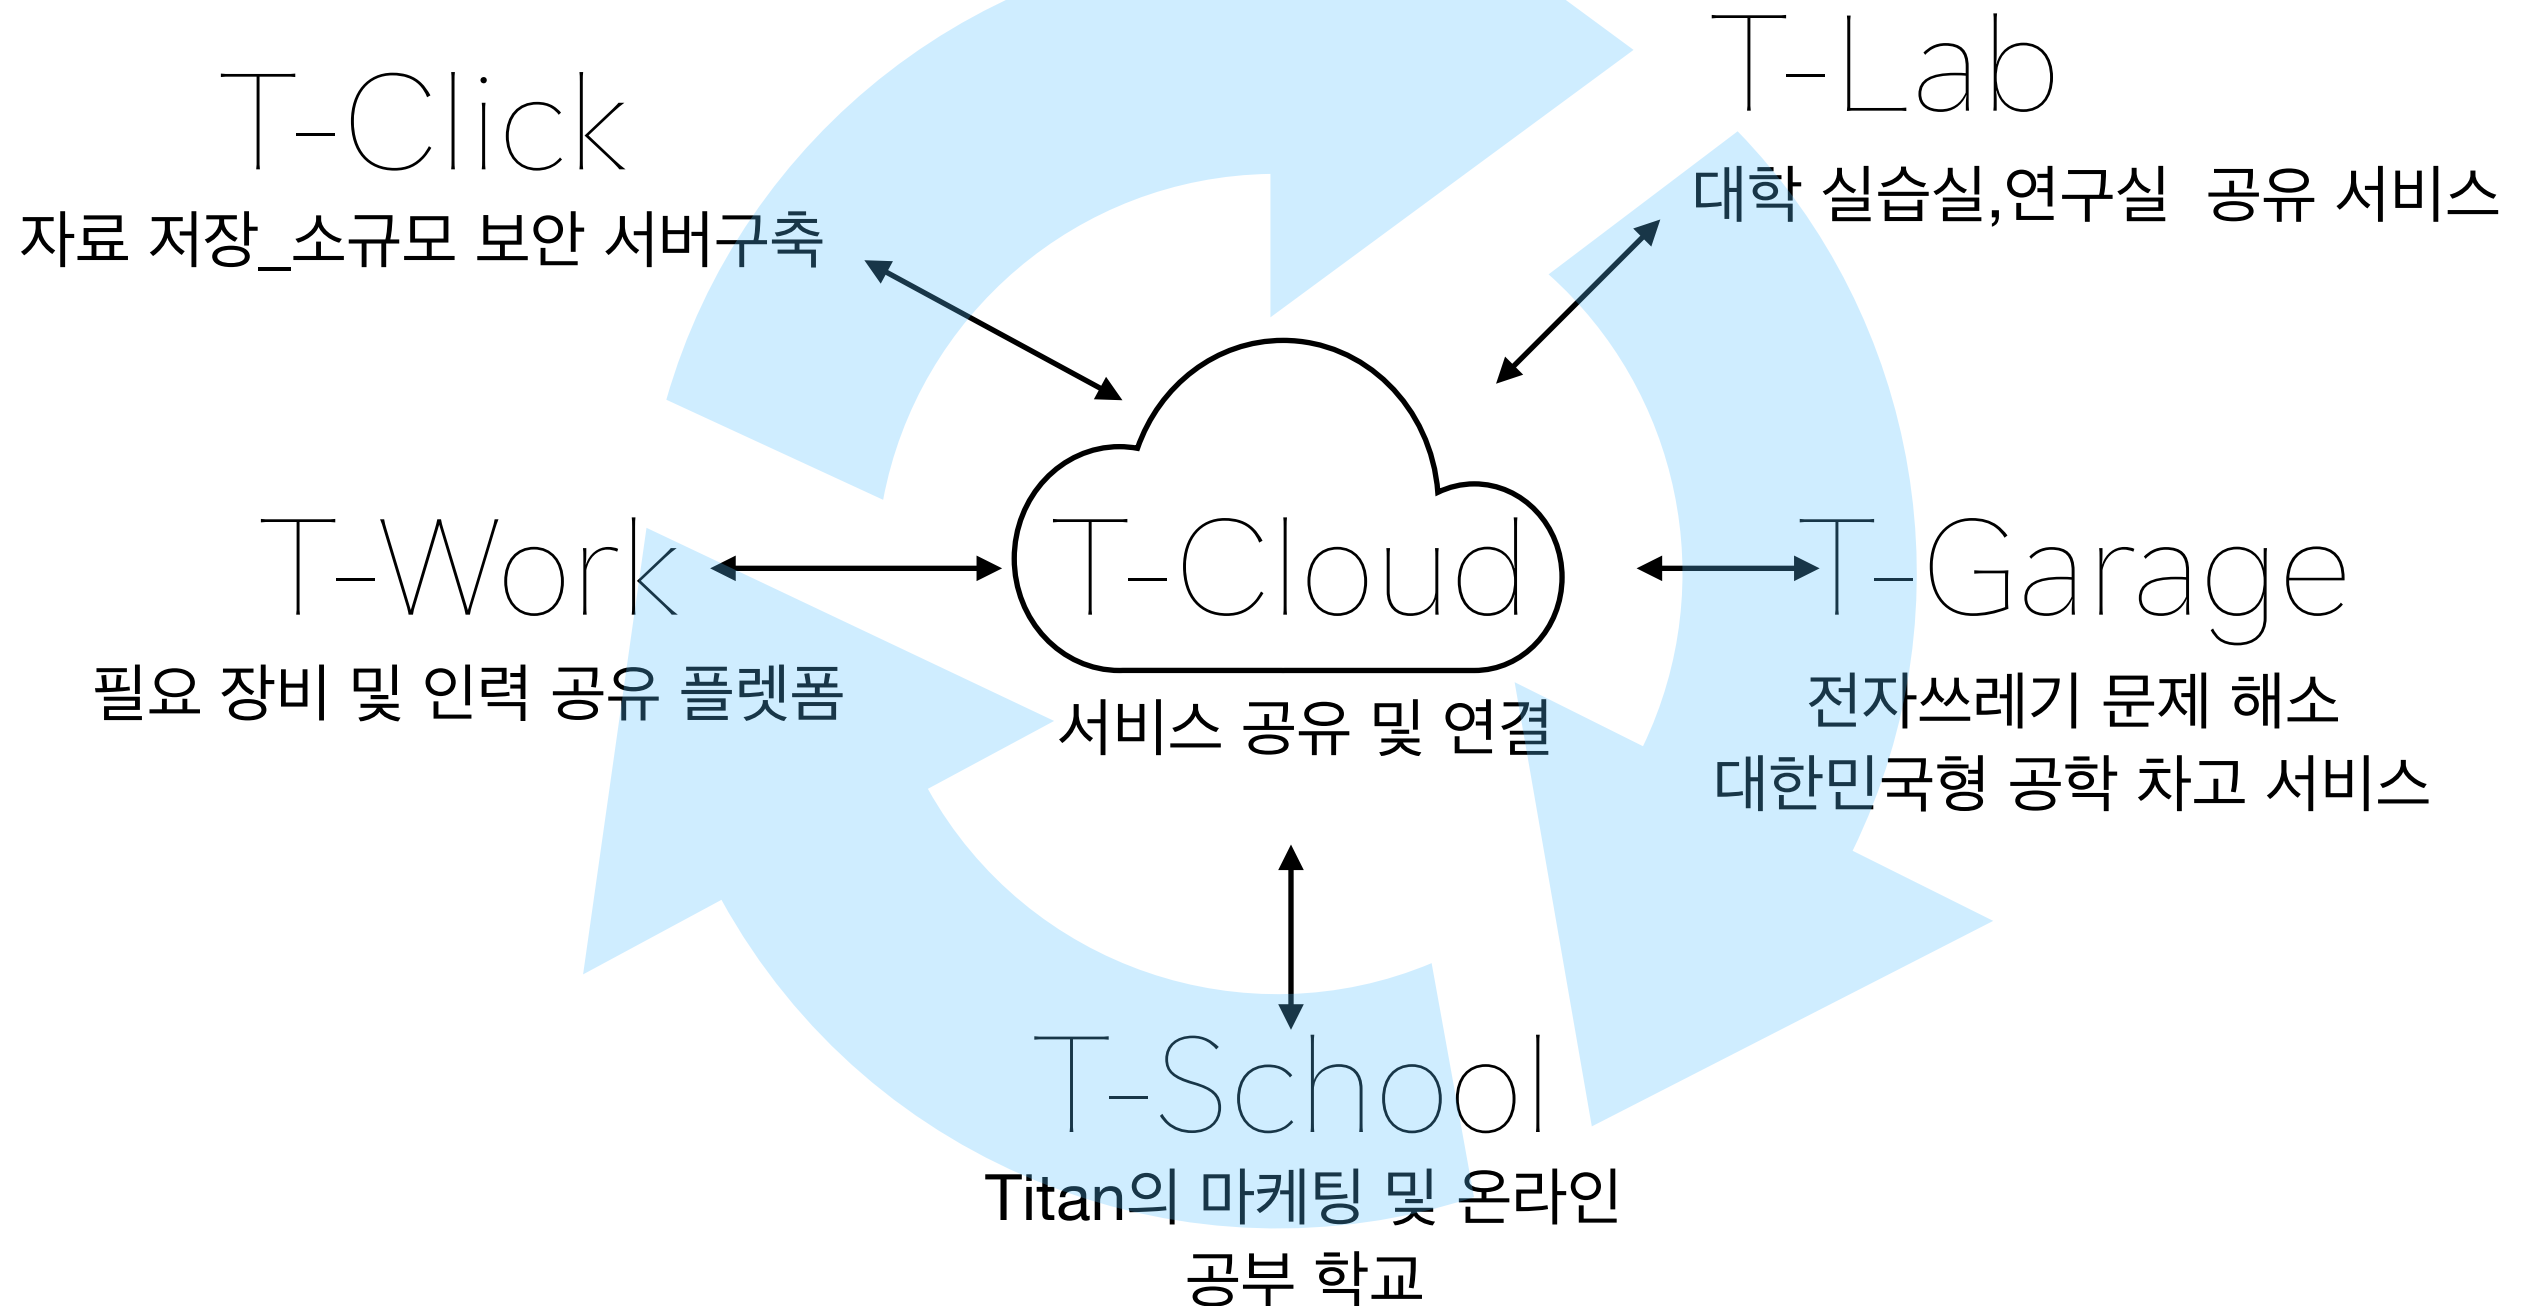 T-Click
자료 저장_소규모 보안 서버구축
T-Lab
대학 실습실,연구실  공유 서비스
T-Work
필요 장비 및 인력 공유 플렛폼
T-Cloud
서비스 공유 및 연결
T-Garage
전자쓰레기 문제 해소
대한민국형 공학 차고 서비스
T-School
Titan의 마케팅 및 온라인
공부 학교